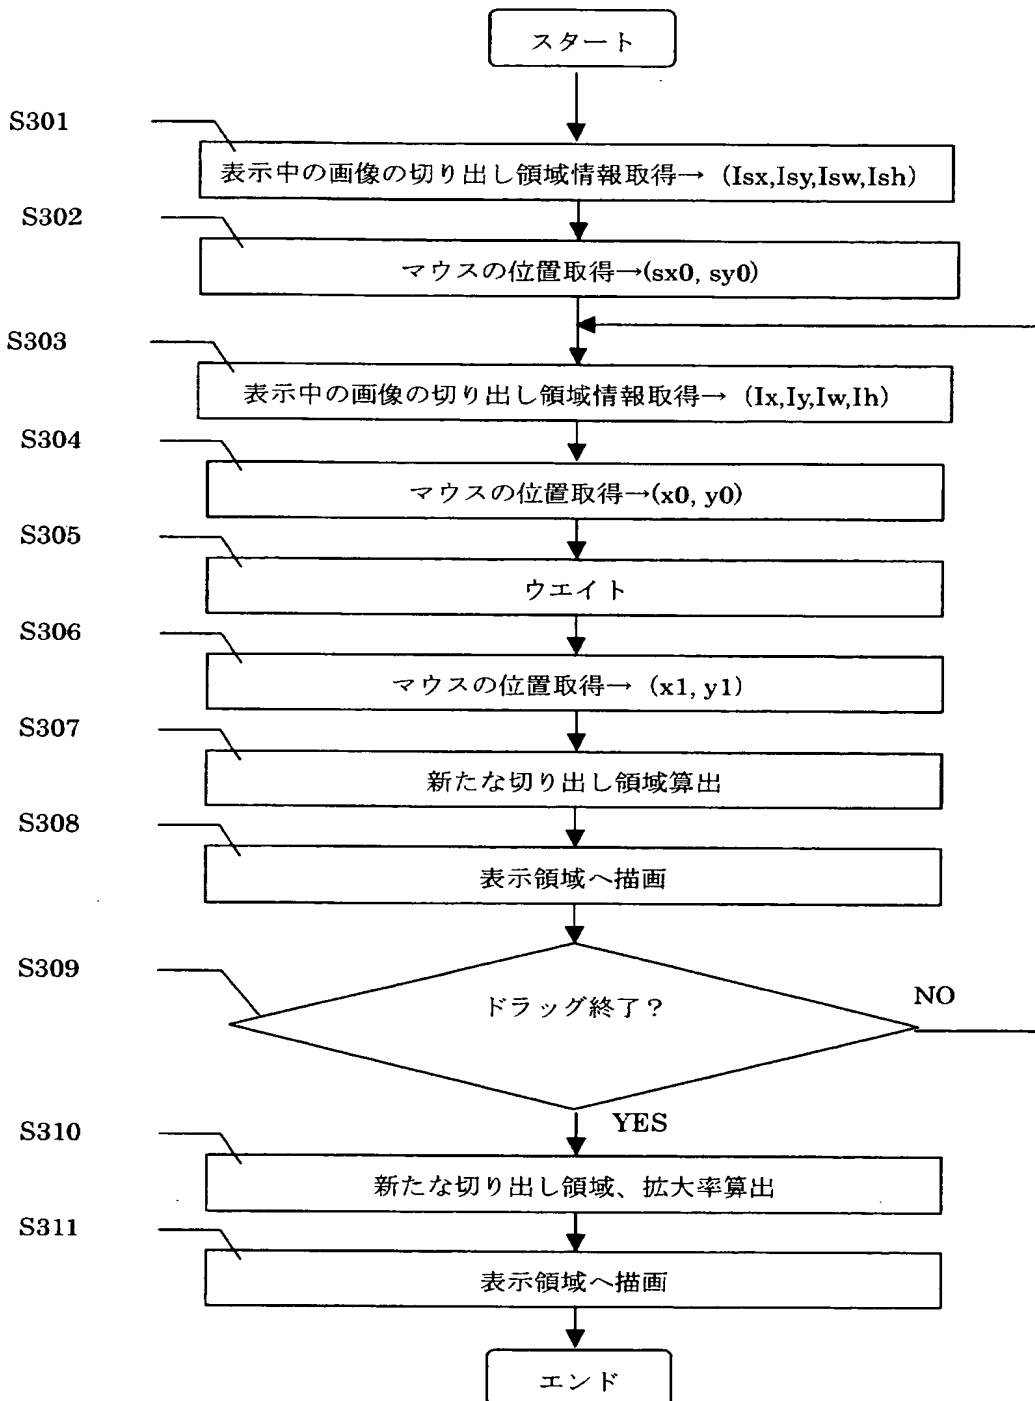 スタート
S301
表示中の画像の切り出し領域情報取得→ (Isx,Isy,Isw,Ish)
S302
マウスの位置取得→(sx0, sy0)
S303
表示中の画像の切り出し領域情報取得→ (Ix,Iy,Iw,Ih)
S304
マウスの位置取得→(x0, y0)
S305
ウエイト
S306
マウスの位置取得→ (x1, y1)
S307
新たな切り出し領域算出
S308
表示領域へ描画
S309
ドラッグ終了?
NO
YES
S310
新たな切り出し領域、拡大率算出
S311
表示領域へ描画
エンド